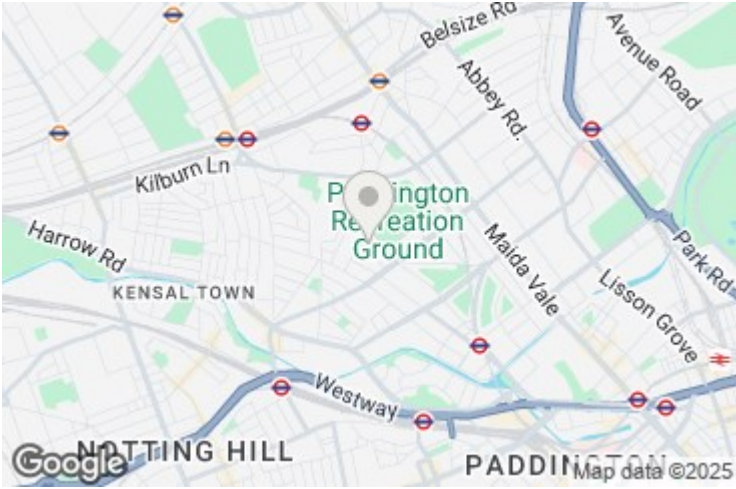 Belsize Rd
Avenue Road
Abbey Rd.
Kilburn Ln
Recreation
Ground
Harrow Rd
Maida Vale
Park Rd
KENSAL TOWN
Lisson Grove
Westway
NOTTING HILL
PADDINGTON
Google
Map data ©2025